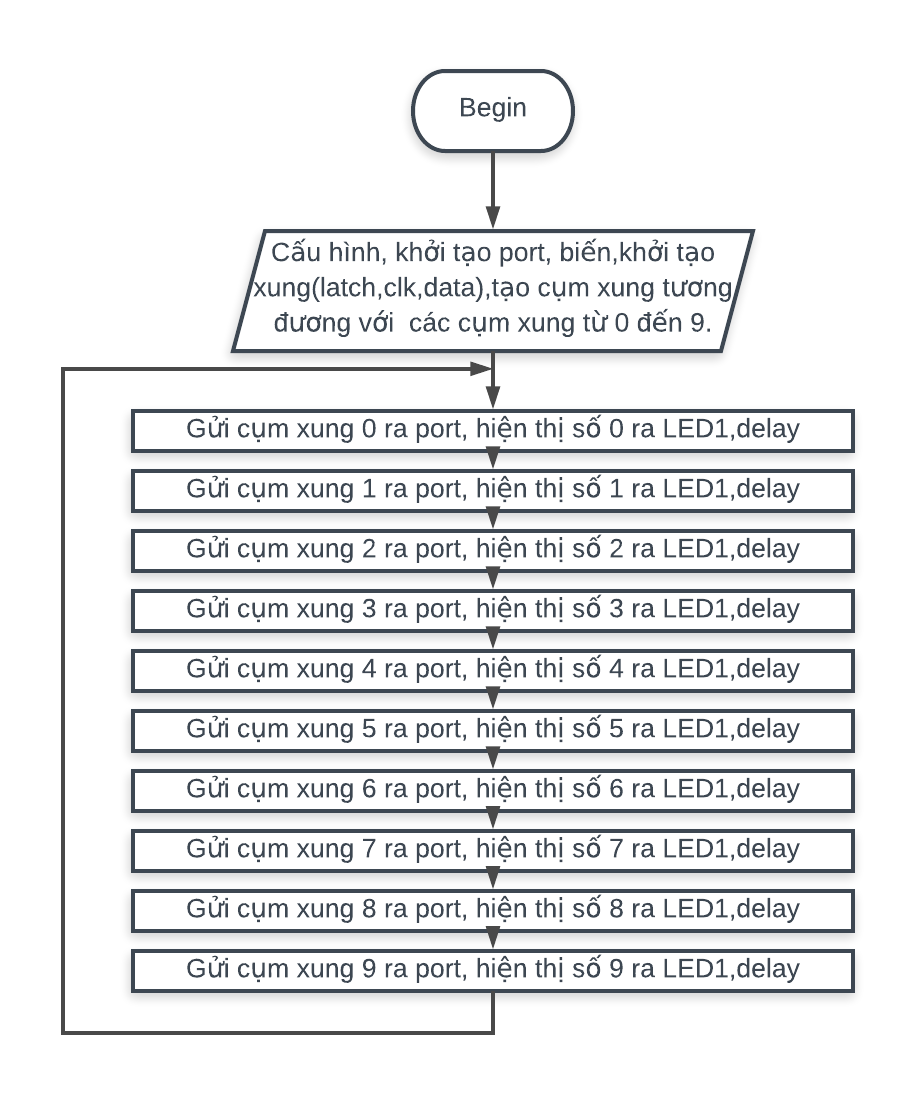 Begin
Cấu hình, khởi tạo port, biến,khởi tạo
xung(latch,clk,data),tạo cụm xung tương
đương với  các cụm xung từ 0 đến 9.
Gửi cụm xung 0 ra port, hiện thị số 0 ra LED1,delay
Gửi cụm xung 1 ra port, hiện thị số 1 ra LED1,delay
Gửi cụm xung 2 ra port, hiện thị số 2 ra LED1,delay
Gửi cụm xung 3 ra port, hiện thị số 3 ra LED1,delay
Gửi cụm xung 4 ra port, hiện thị số 4 ra LED1,delay
Gửi cụm xung 5 ra port, hiện thị số 5 ra LED1,delay
Gửi cụm xung 6 ra port, hiện thị số 6 ra LED1,delay
Gửi cụm xung 7 ra port, hiện thị số 7 ra LED1,delay
Gửi cụm xung 8 ra port, hiện thị số 8 ra LED1,delay
Gửi cụm xung 9 ra port, hiện thị số 9 ra LED1,delay